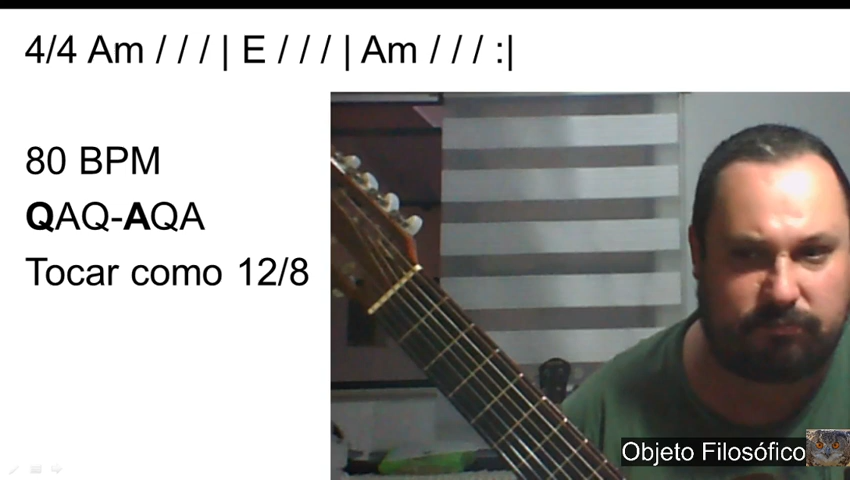 4/4 Am / / / | E / / / | Am / / / :|
80 BPM
QAQ-AQA
Tocar como 12/8
Objeto Filosófico